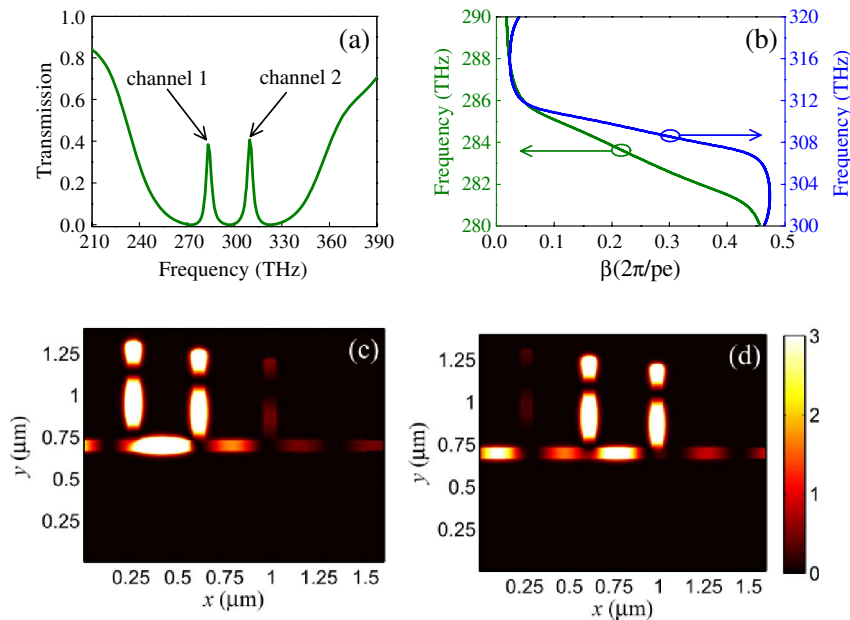 (a)
channel 1
channel 2
Transmission
1.0
0.8
0.6
0.4
0.2
0.0
210 240 270 300 330 360 390
Frequency (THz)
(b)
Frequency (THz)
290
288
286
284
282
280
320
316
312
308
304
300
Frequency (THz)
0.0 0.1 0.2 0.3 0.4 0.5
β(2π/pe)
(c)
y (μm)
1.25
1
0.75
0.5
0.25
0.25 0.5 0.75 1 1.25 1.5
x (μm)
(d)
y (μm)
1.25
1
0.75
0.5
0.25
0.25 0.5 0.75 1 1.25 1.5
x (μm)
3
2
1
0